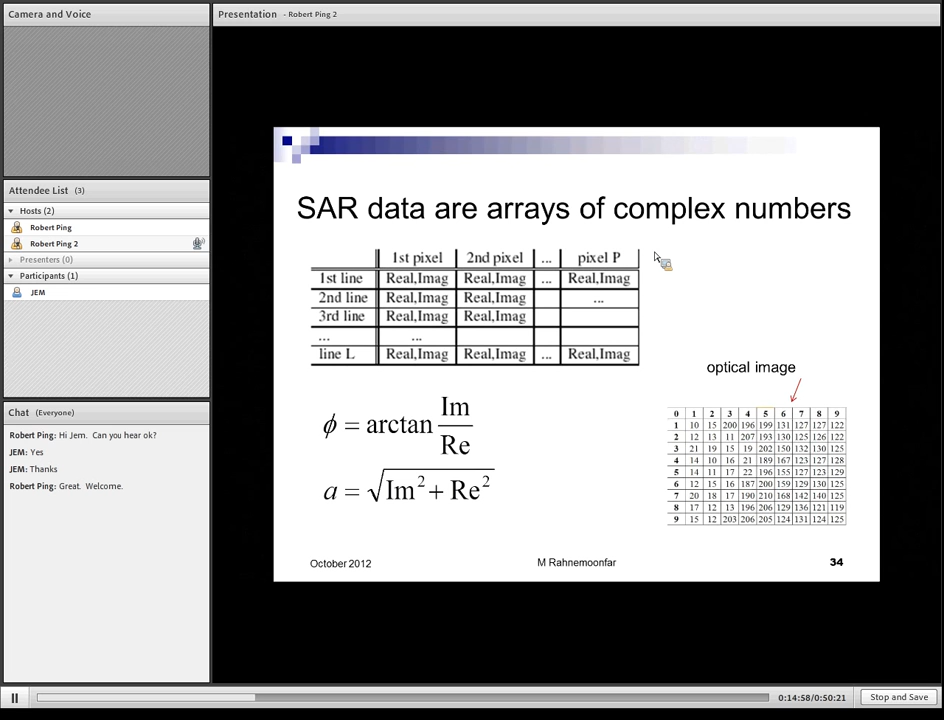 Camera and Voice
Presentation - Robert Ping 2
Attendee List (3)
Hosts (2)
Robert Ping
Robert Ping 2
Presenters (0)
Participants (1)
JEM
Chat (Everyone)
Robert Ping: Hi Jem. Can you hear ok?
JEM: Yes
JEM: Thanks
Robert Ping: Great. Welcome.
SAR data are arrays of complex numbers
1st pixel 2nd pixel ... pixel P
1st line Real,Imag Real,Imag ... Real,Imag
2nd line Real,Imag Real,Imag ...
3rd line Real,Imag Real,Imag
... ...
line L Real,Imag Real,Imag ... Real,Imag
ϕ = arctan Im/Re
a = √Im² + Re²
optical image
0 1 2 3 4 5 6 7 8 9
1 10 15 200 196 199 131 127 127 122
2 12 13 11 207 193 130 125 126 122
3 21 19 15 19 202 150 132 130 125
4 14 10 16 21 189 167 123 127 128
5 14 11 17 22 196 155 127 123 129
6 12 15 16 187 200 159 129 130 125
7 20 18 17 190 210 168 142 140 125
8 17 12 13 196 206 129 136 121 119
9 15 12 203 206 205 124 131 124 125
October 2012
M Rahnemoonfar
34
0:14:58/0:50:21
Stop and Save